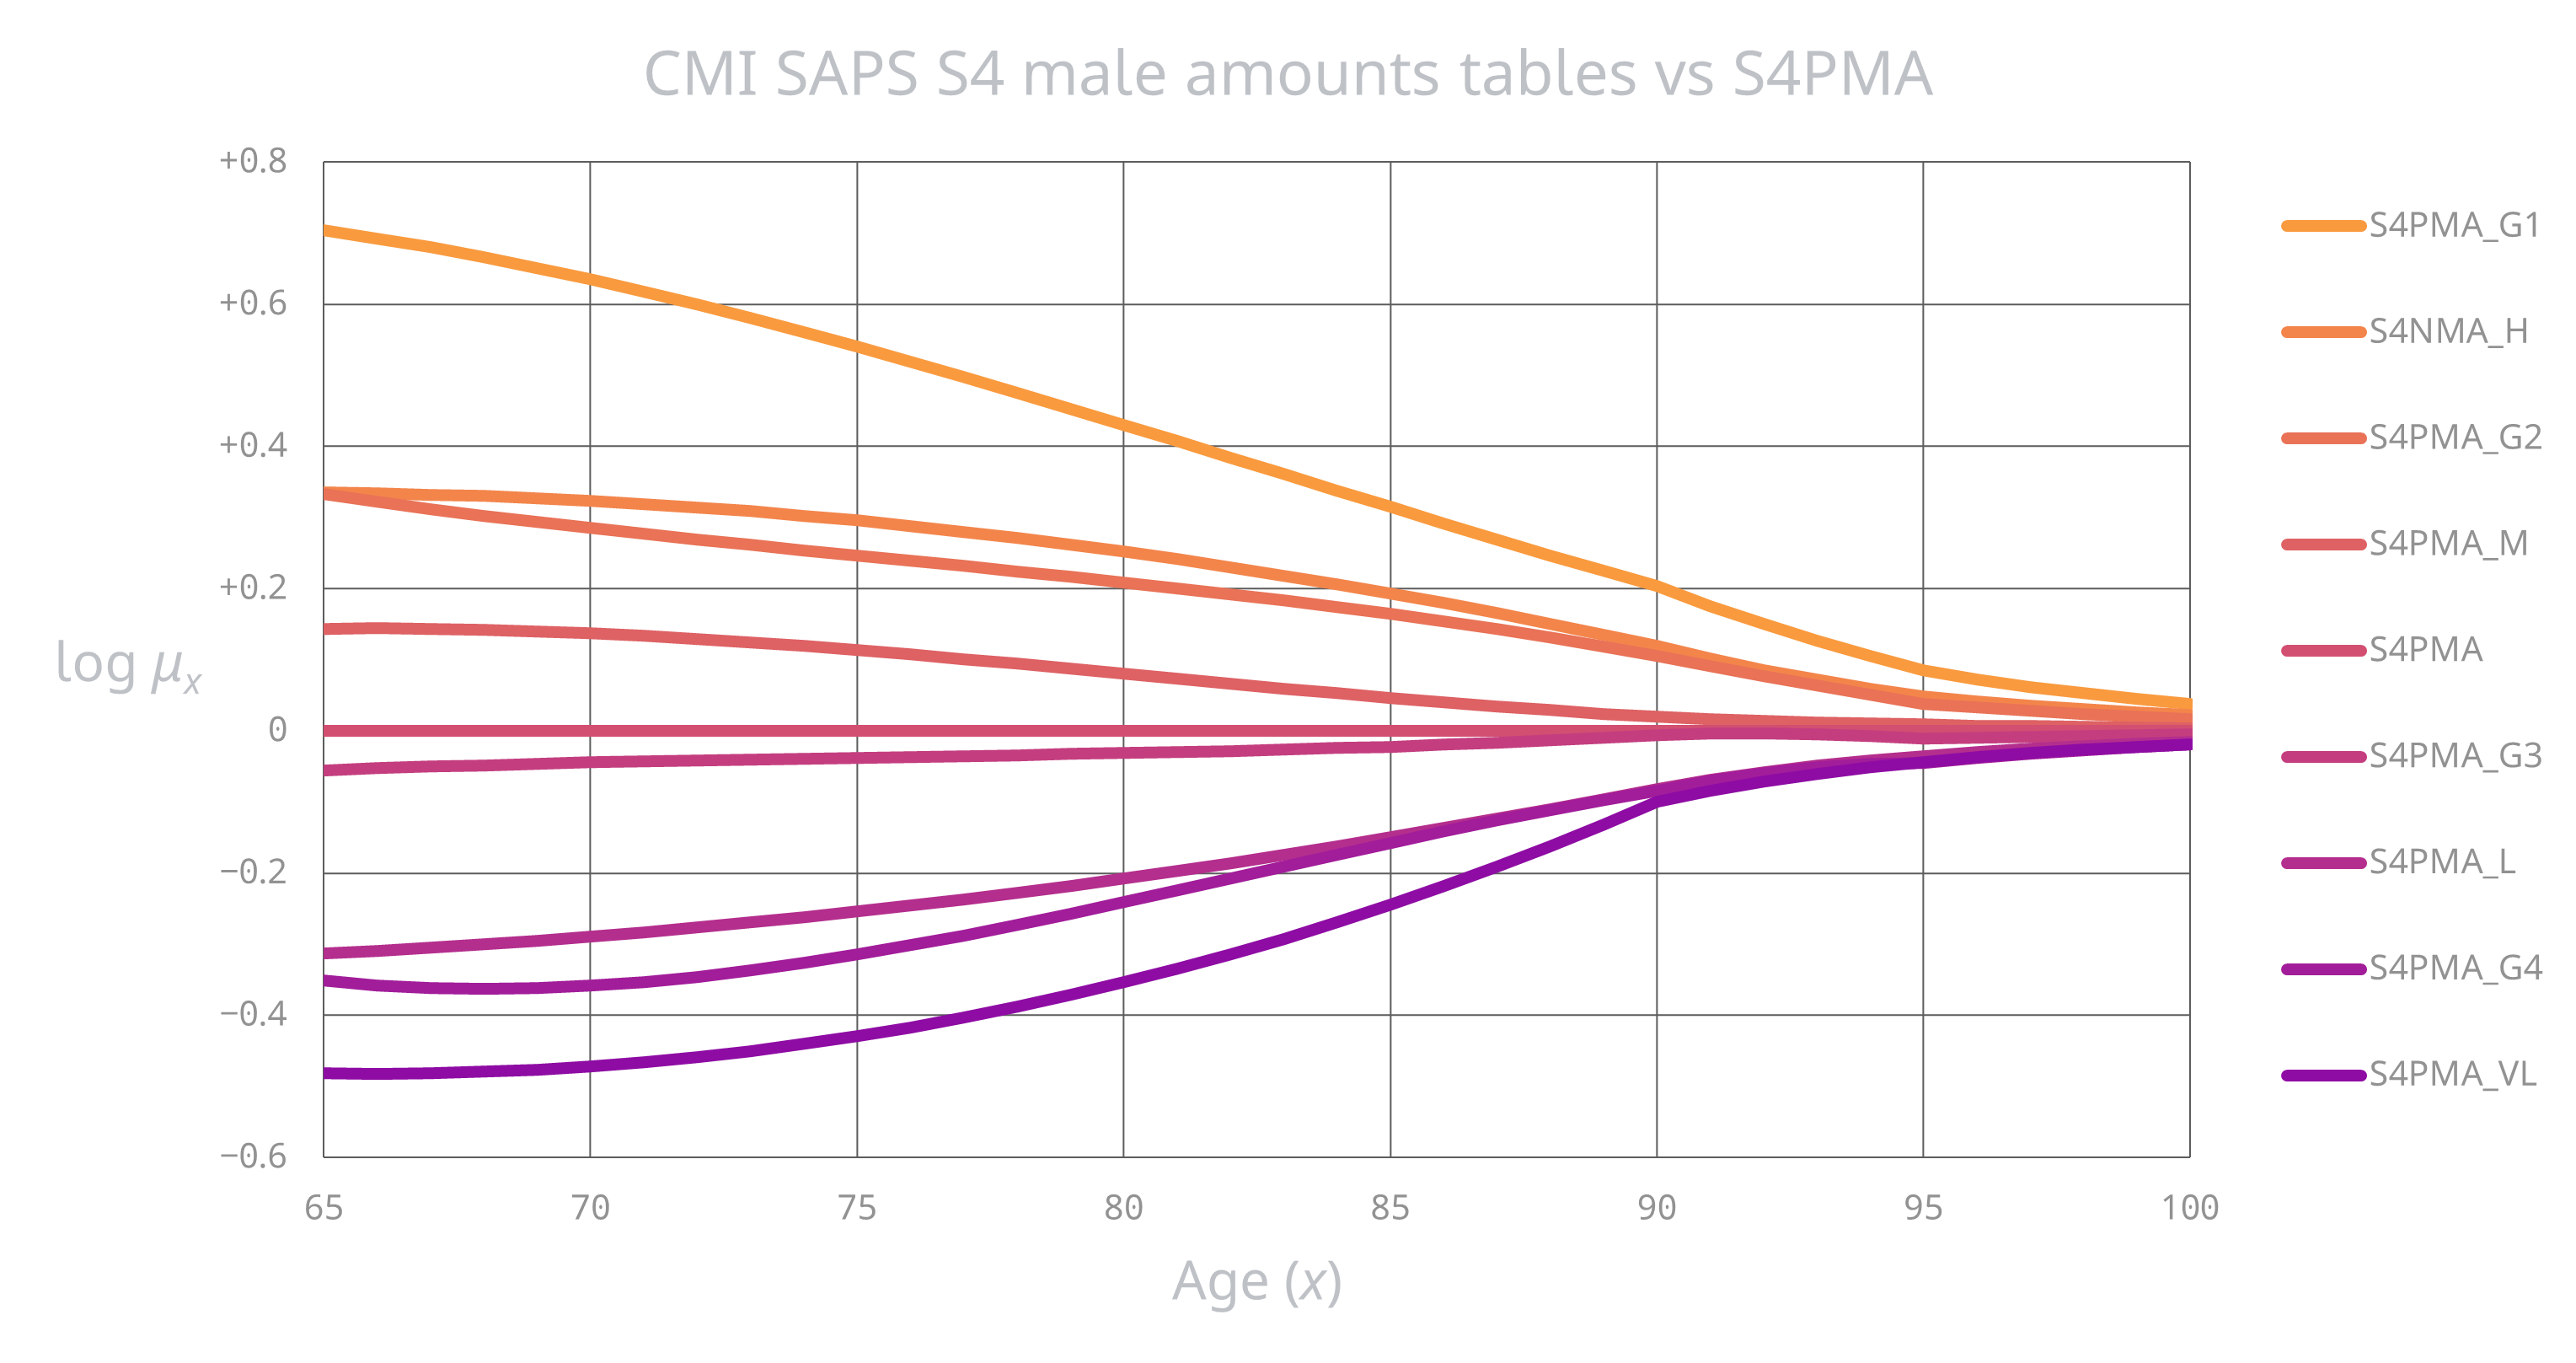 CMI SAPS S4 male amounts tables vs S4PMA
+0.8
+0.6
+0.4
+0.2
0
−0.2
−0.4
−0.6
log μx
65 70 75 80 85 90 95 100
Age (x)
S4PMA_G1
S4NMA_H
S4PMA_G2
S4PMA_M
S4PMA
S4PMA_G3
S4PMA_L
S4PMA_G4
S4PMA_VL